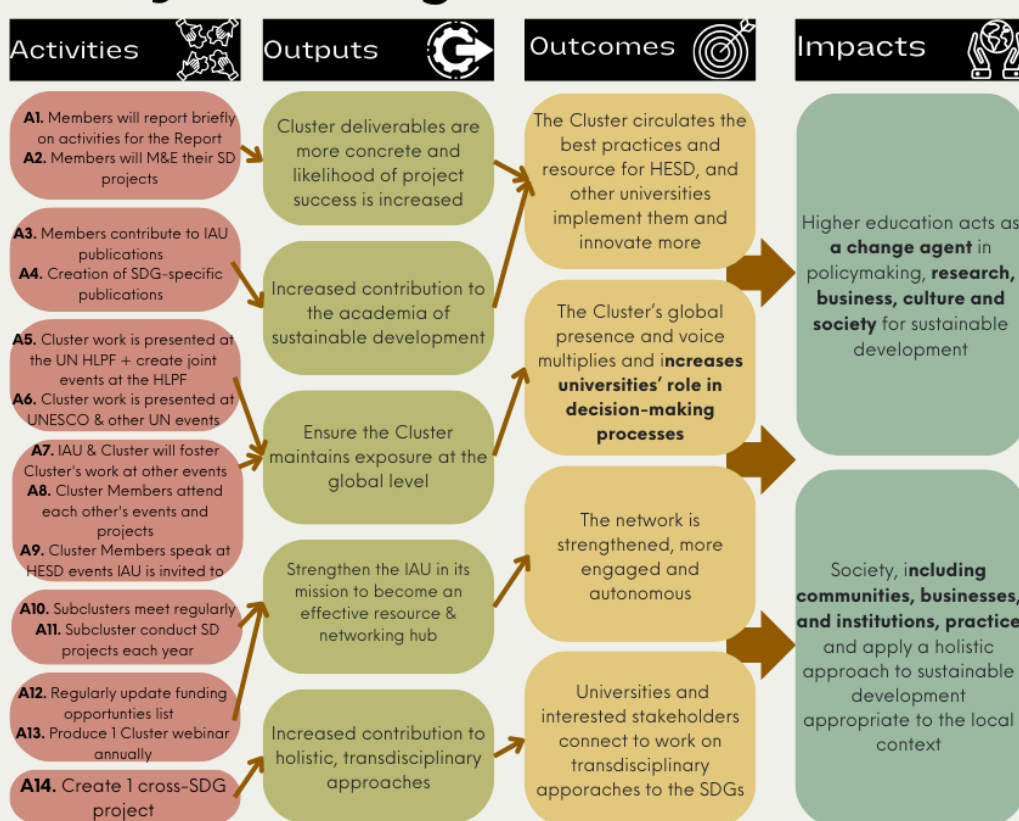 Activities
Outputs
Outcomes
Impacts
A1. Members will report briefly
on activities for the Report
A2. Members will M&E their SD
projects
A3. Members contribute to IAU
publications
A4. Creation of SDG-specific
publications
A5. Cluster work is presented at
the UN HLPF + create joint
events at the HLPF
A6. Cluster work is presented at
UNESCO & other UN events
A7. IAU & Cluster will foster
Cluster's work at other events
A8. Cluster Members attend
each other's events and
projects
A9. Cluster Members speak at
HESD events IAU is invited to
A10. Subclusters meet regularly
A11. Subcluster conduct SD
projects each year
A12. Regularly update funding
opportunties list
A13. Produce 1 Cluster webinar
annually
A14. Create 1 cross-SDG
project
Cluster deliverables are
more concrete and
likelihood of project
success is increased
Increased contribution to
the academia of
sustainable development
Ensure the Cluster
maintains exposure at the
global level
Strengthen the IAU in its
mission to become an
effective resource &
networking hub
Increased contribution to
holistic, transdisciplinary
approaches
The Cluster circulates the
best practices and
resource for HESD, and
other universities
implement them and
innovate more
The Cluster's global
presence and voice
multiplies and increases
universities' role in
decision-making
processes
The network is
strengthened, more
engaged and
autonomous
Universities and
interested stakeholders
connect to work on
transdisciplinary
apporaches to the SDGs
Higher education acts as
a change agent in
policymaking, research,
business, culture and
society for sustainable
development
Society, including
communities, businesses,
and institutions, practice
and apply a holistic
approach to sustainable
development
appropriate to the local
context